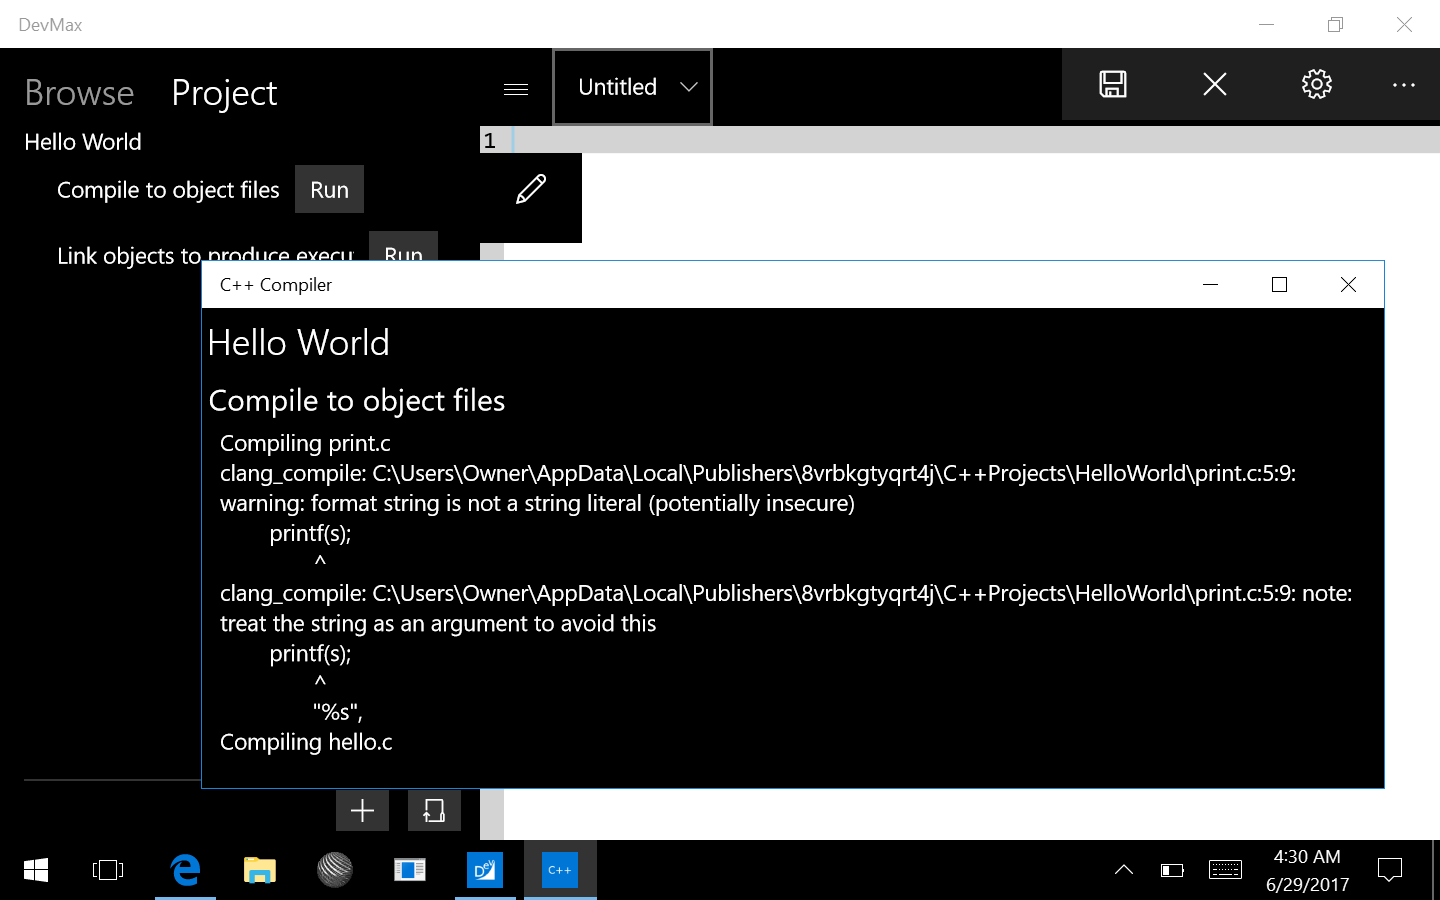 DevMax
Browse Project
Untitled
Hello World
1
Compile to object files Run
Link objects to produce execu Run
C++ Compiler
Hello World
Compile to object files
Compiling print.c
clang_compile: C:\Users\Owner\AppData\Local\Publishers\8vrbkgtyqrt4j\C++Projects\HelloWorld\print.c:5:9:
warning: format string is not a string literal (potentially insecure)
printf(s);
^
clang_compile: C:\Users\Owner\AppData\Local\Publishers\8vrbkgtyqrt4j\C++Projects\HelloWorld\print.c:5:9: note:
treat the string as an argument to avoid this
printf(s);
^
"%s",
Compiling hello.c
Dev
C++
4:30 AM
6/29/2017